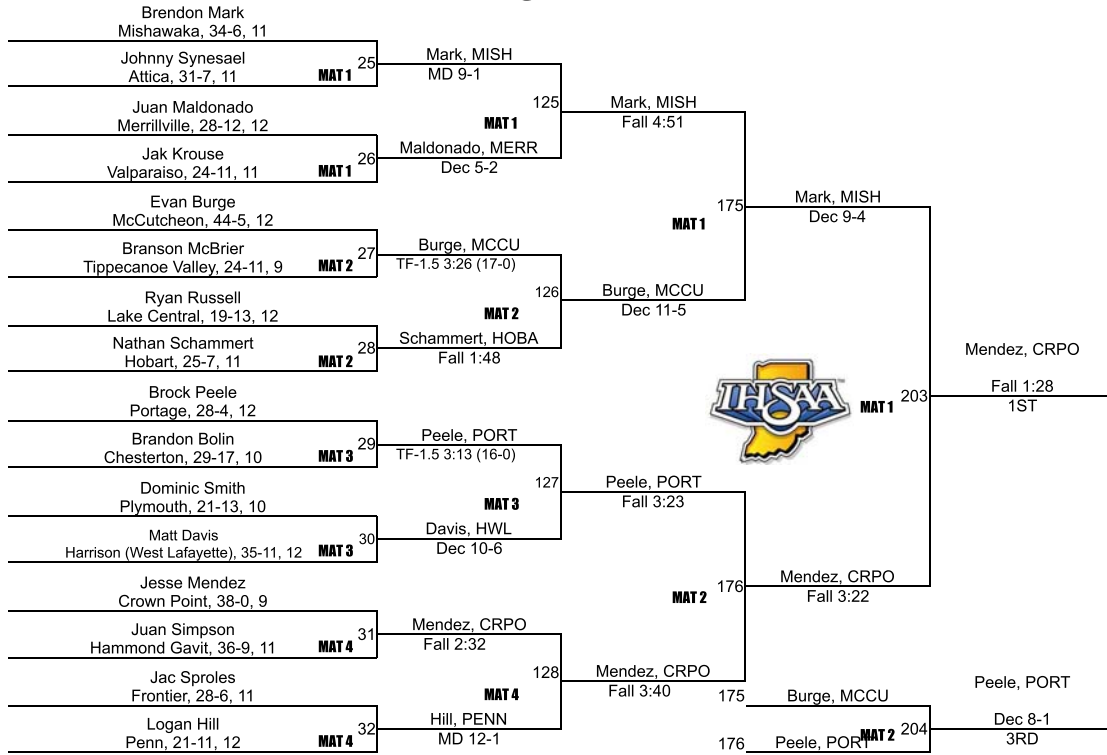 Brendon Mark
Mishawaka, 34-6, 11
Johnny Synesael
Attica, 31-7, 11
MAT 1
25
Mark, MISH
MD 9-1
Juan Maldonado
Merrillville, 28-12, 12
Jak Krouse
Valparaiso, 24-11, 11
MAT 1
26
Maldonado, MERR
Dec 5-2
125
MAT 1
Mark, MISH
Fall 4:51
Evan Burge
McCutcheon, 44-5, 12
Branson McBrier
Tippecanoe Valley, 24-11, 9
MAT 2
27
Burge, MCCU
TF-1.5 3:26 (17-0)
Ryan Russell
Lake Central, 19-13, 12
Nathan Schammert
Hobart, 25-7, 11
MAT 2
28
Schammert, HOBA
Fall 1:48
126
MAT 2
Burge, MCCU
Dec 11-5
175
MAT 1
Mark, MISH
Dec 9-4
Brock Peele
Portage, 28-4, 12
Brandon Bolin
Chesterton, 29-17, 10
MAT 3
29
Peele, PORT
TF-1.5 3:13 (16-0)
Dominic Smith
Plymouth, 21-13, 10
Matt Davis
Harrison (West Lafayette), 35-11, 12
MAT 3
30
Davis, HWL
Dec 10-6
127
MAT 3
Peele, PORT
Fall 3:23
Jesse Mendez
Crown Point, 38-0, 9
Juan Simpson
Hammond Gavit, 36-9, 11
MAT 4
31
Mendez, CRPO
Fall 2:32
Jac Sproles
Frontier, 28-6, 11
Logan Hill
Penn, 21-11, 12
MAT 4
32
Hill, PENN
MD 12-1
128
MAT 4
Mendez, CRPO
Fall 3:40
176
MAT 2
Mendez, CRPO
Fall 3:22
IHSAA
MAT 1
203
Mendez, CRPO
Fall 1:28
1ST
175
Burge, MCCU
176
Peele, PORT
MAT 2
204
Peele, PORT
Dec 8-1
3RD